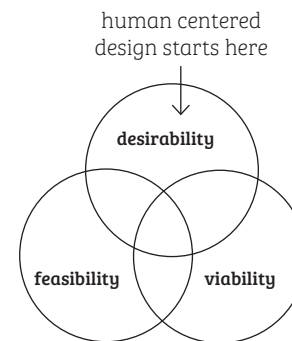 human centered
design starts here
desirability
feasibility
viability